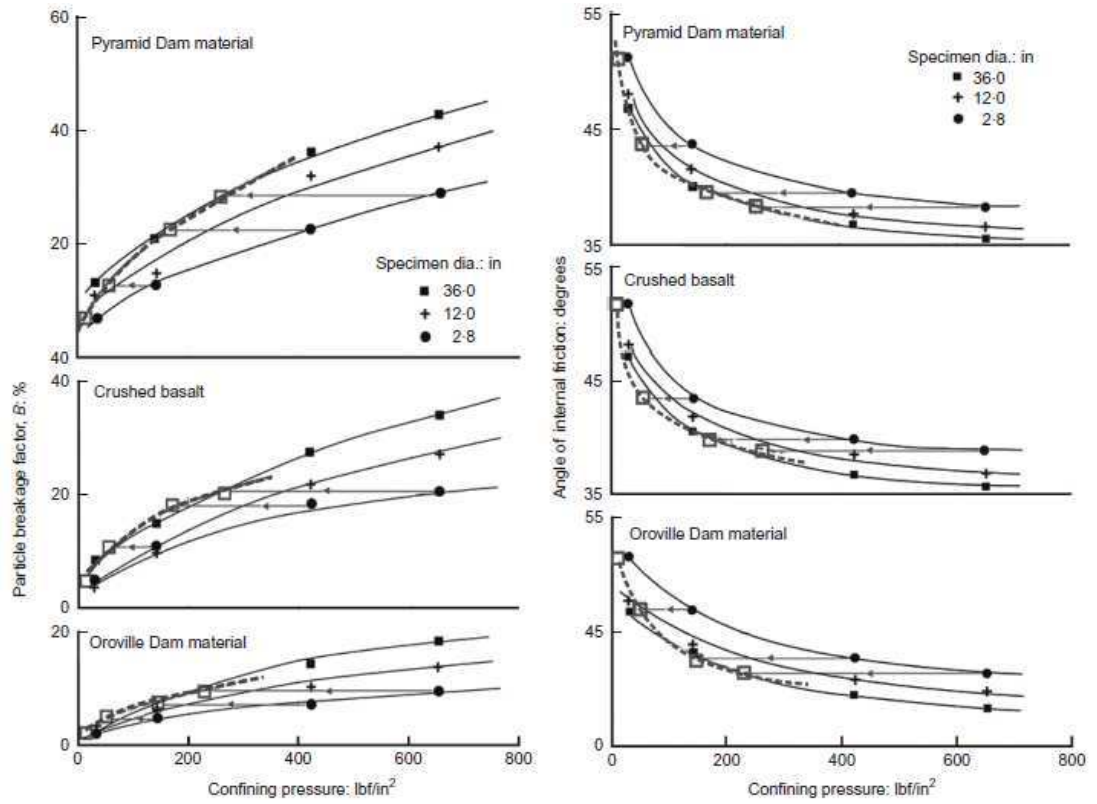 60
Pyramid Dam material
Specimen dia.: in
36·0
12·0
2·8
40
20
40
Crushed basalt
40
20
0
Oroville Dam material
20
0
0 200 400 600 800
Particle breakage factor, B: %
Confining pressure: lbf/in²
55
Pyramid Dam material
Specimen dia.: in
36·0
12·0
2·8
45
35
55
Crushed basalt
45
35
55
Oroville Dam material
45
0
0 200 400 600 800
Angle of internal friction: degrees
Confining pressure: lbf/in²